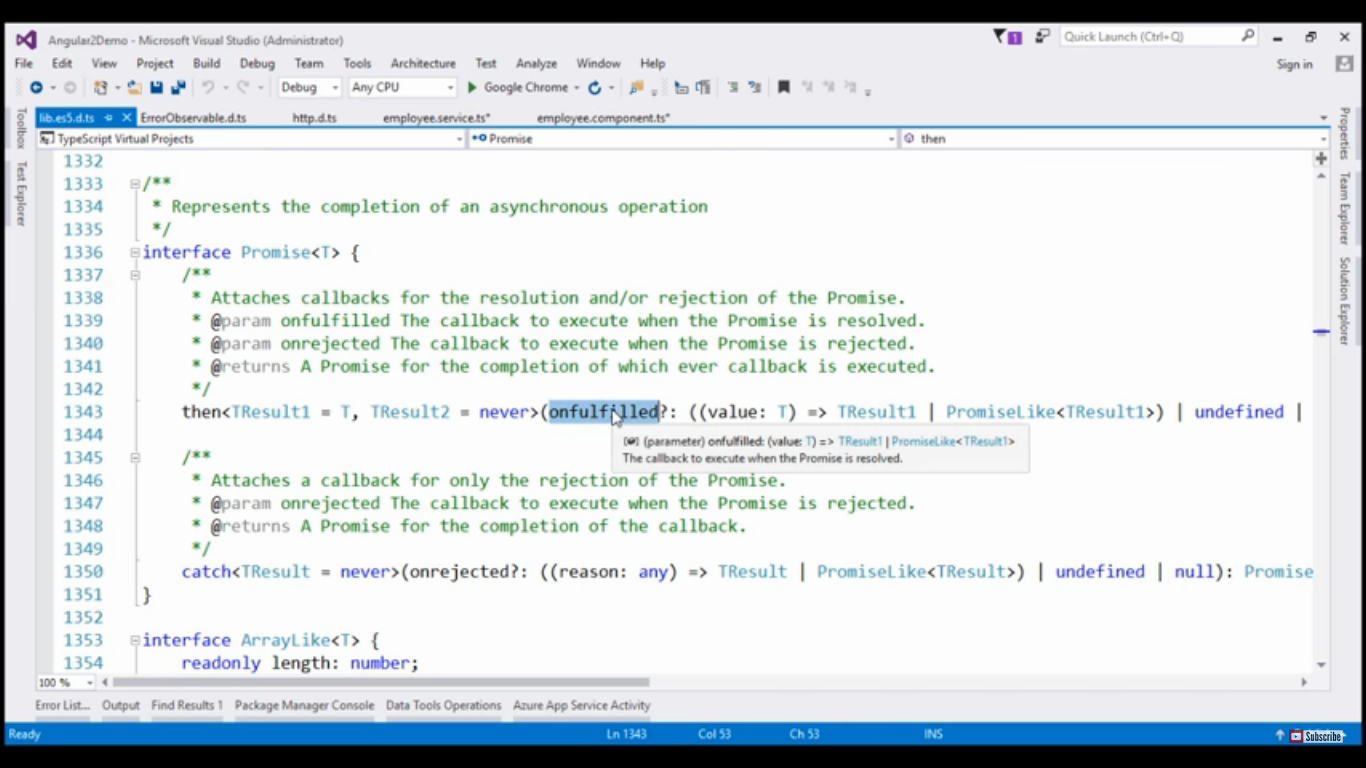 Angular2Demo - Microsoft Visual Studio (Administrator)
1
Quick Launch (Ctrl+Q)
File Edit View Project Build Debug Team Tools Architecture Test Analyze Window Help
Sign in
Debug Any CPU Google Chrome
lib.es5.d.ts ErrorObservable.d.ts http.d.ts employee.service.ts* employee.component.ts*
TypeScript Virtual Projects Promise then
Toolbox
Test Explorer
Properties
Team Explorer
Solution Explorer
1332
1333 /**
1334 * Represents the completion of an asynchronous operation
1335 */
1336 interface Promise<T> {
1337 /**
1338 * Attaches callbacks for the resolution and/or rejection of the Promise.
1339 * @param onfulfilled The callback to execute when the Promise is resolved.
1340 * @param onrejected The callback to execute when the Promise is rejected.
1341 * @returns A Promise for the completion of which ever callback is executed.
1342 */
1343 then<TResult1 = T, TResult2 = never>(onfulfilled?: ((value: T) => TResult1 | PromiseLike<TResult1>) | undefined |
1344
(parameter) onfulfilled: (value: T) => TResult1 | PromiseLike<TResult1>
The callback to execute when the Promise is resolved.
1345 /**
1346 * Attaches a callback for only the rejection of the Promise.
1347 * @param onrejected The callback to execute when the Promise is rejected.
1348 * @returns A Promise for the completion of the callback.
1349 */
1350 catch<TResult = never>(onrejected?: ((reason: any) => TResult | PromiseLike<TResult>) | undefined | null): Promise
1351 }
1352
1353 interface ArrayLike<T> {
1354 readonly length: number;
100 %
Error List... Output Find Results 1 Package Manager Console Data Tools Operations Azure App Service Activity
Ready Ln 1343 Col 53 Ch 53 INS
Subscribe